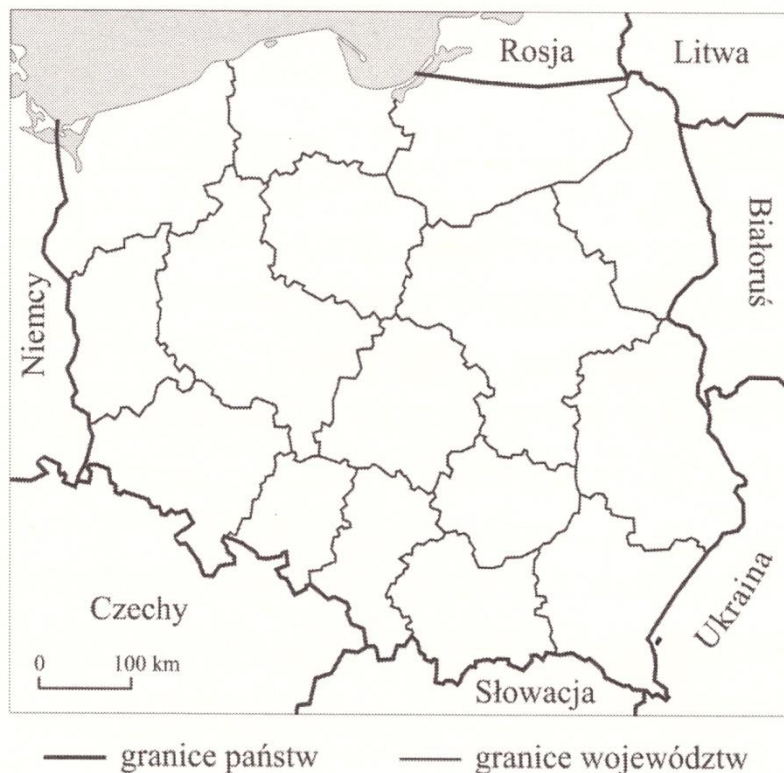 Rosja
Litwa
Białoruś
Niemcy
Czechy
Ukraina
0 100 km
Słowacja
granice państw
granice województw